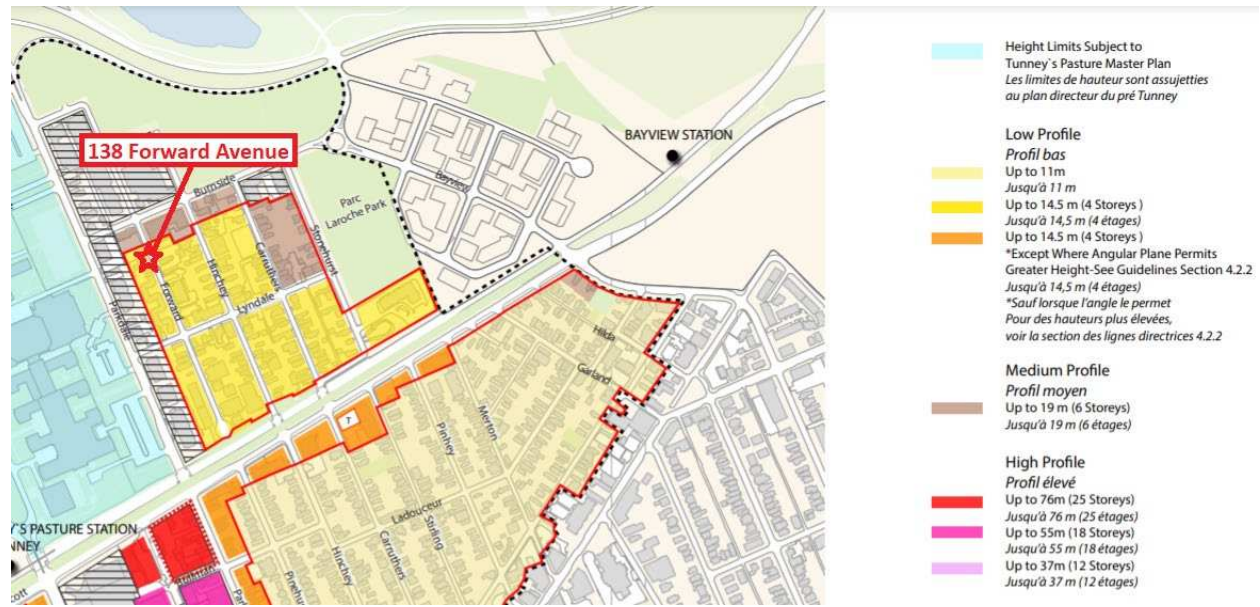 138 Forward Avenue
BAYVIEW STATION
Burnside
Bayview
Parc
Laroche Park
Stonehurst
Carruthers
Hinchey
Forward
Lyndale
Parkdale
Hilda
Garland
Merton
Pinhey
T
Ladouceur
Stirling
Carruthers
Hinchey
Pinehurst
Y`S PASTURE STATION
NNEY
cott
Height Limits Subject to
Tunney`s Pasture Master Plan
Les limites de hauteur sont assujetties
au plan directeur du pré Tunney
Low Profile
Profil bas
Up to 11m
Jusqu'à 11 m
Up to 14.5 m (4 Storeys )
Jusqu'à 14,5 m (4 étages)
Up to 14.5 m (4 Storeys )
*Except Where Angular Plane Permits
Greater Height-See Guidelines Section 4.2.2
Jusqu'à 14,5 m (4 étages)
*Sauf lorsque l'angle le permet
Pour des hauteurs plus élevées,
voir la section des lignes directrices 4.2.2
Medium Profile
Profil moyen
Up to 19 m (6 Storeys)
Jusqu'à 19 m (6 étages)
High Profile
Profil élevé
Up to 76m (25 Storeys)
Jusqu'à 76 m (25 étages)
Up to 55m (18 Storeys)
Jusqu'à 55 m (18 étages)
Up to 37m (12 Storeys)
Jusqu'à 37 m (12 étages)